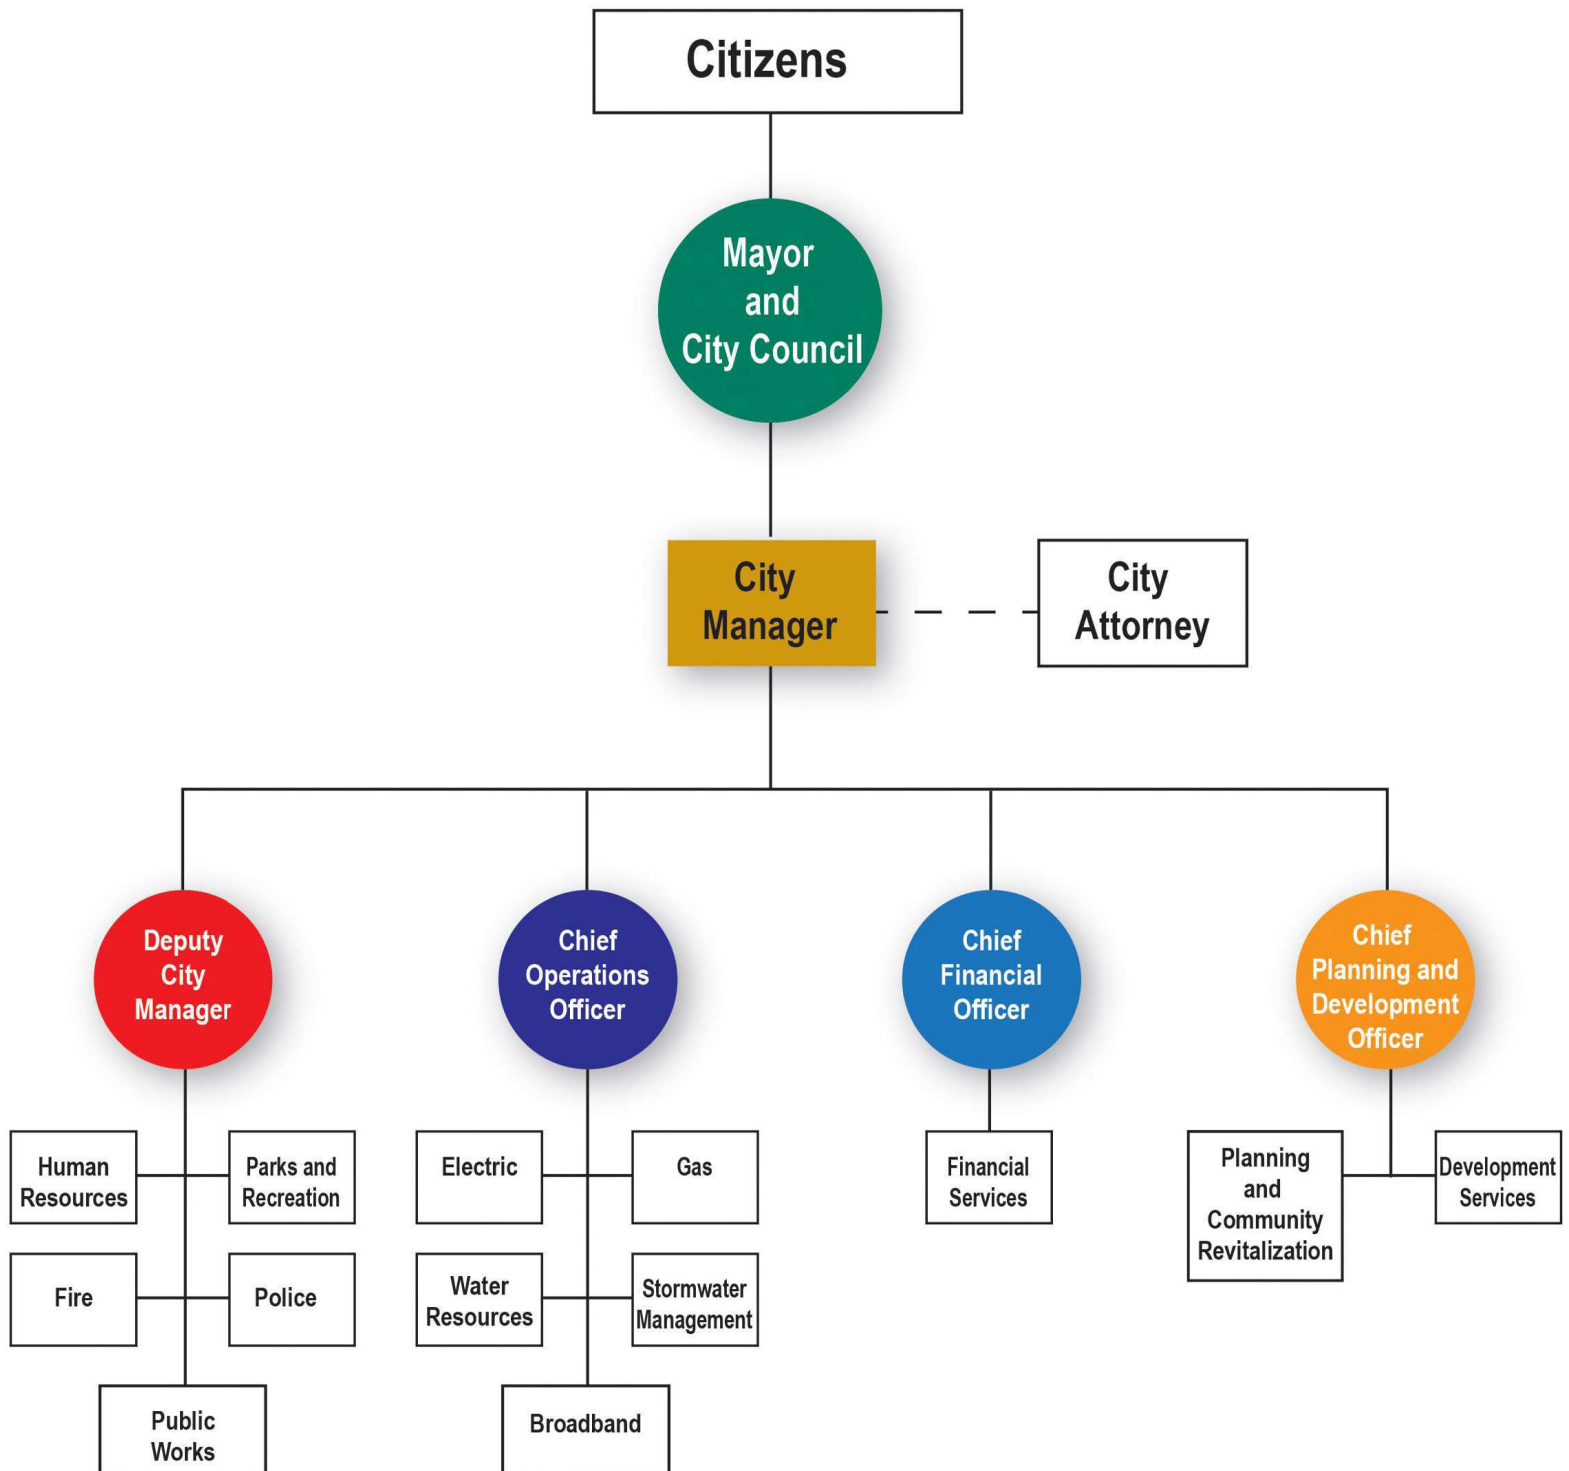 Citizens
Mayor
and
City Council
City
Manager
City
Attorney
Deputy
City
Manager
Chief
Operations
Officer
Chief
Financial
Officer
Chief
Planning and
Development
Officer
Human
Resources
Parks and
Recreation
Fire
Police
Public
Works
Electric
Gas
Water
Resources
Stormwater
Management
Broadband
Financial
Services
Planning
and
Community
Revitalization
Development
Services